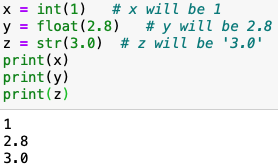 x = int(1)   # x will be 1
y = float(2.8)   # y will be 2.8
z = str(3.0)  # z will be '3.0'
print(x)
print(y)
print(z)
1
2.8
3.0